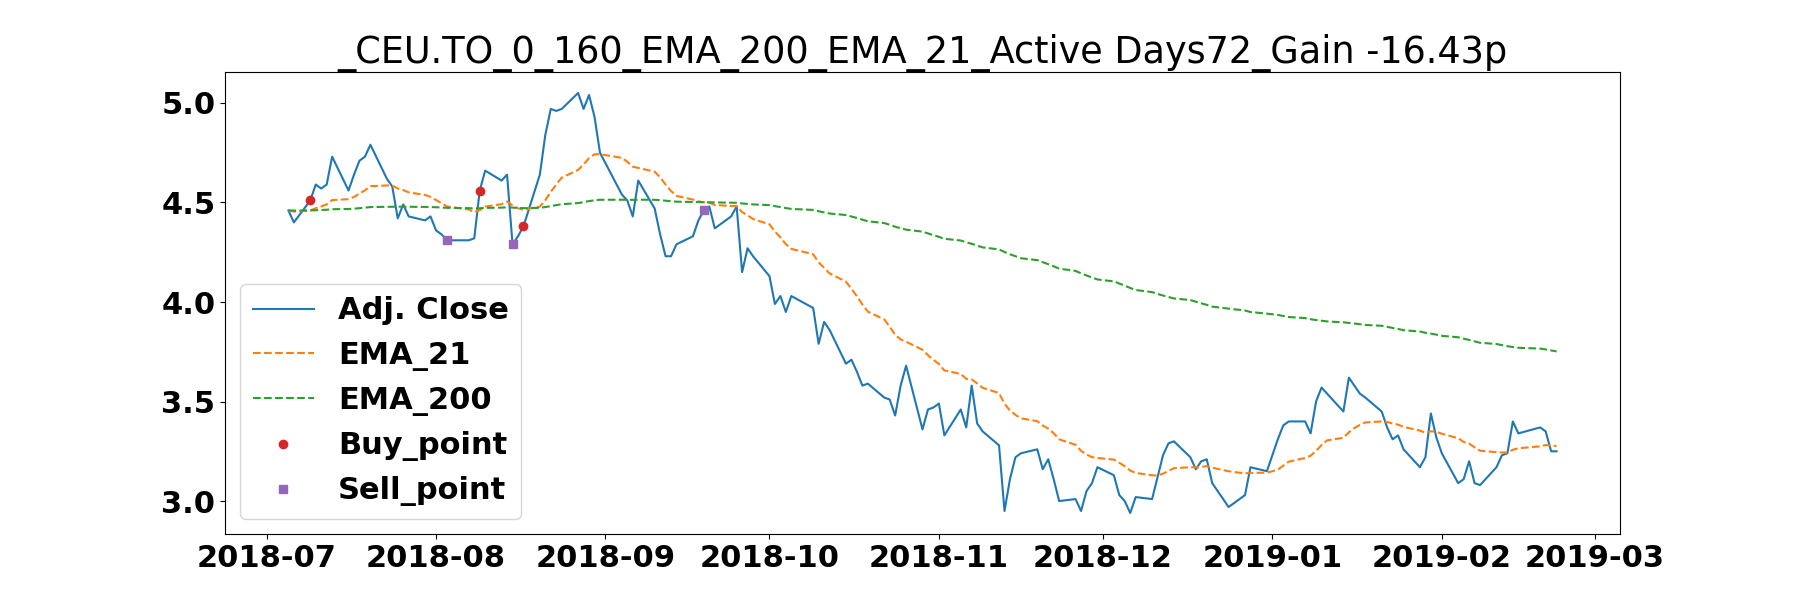 _CEU.TO_0_160_EMA_200_EMA_21_Active Days72_Gain -16.43p
5.0
4.5
4.0
3.5
3.0
Adj. Close
EMA_21
EMA_200
Buy_point
Sell_point
2018-07 2018-08 2018-09 2018-10 2018-11 2018-12 2019-01 2019-02 2019-03